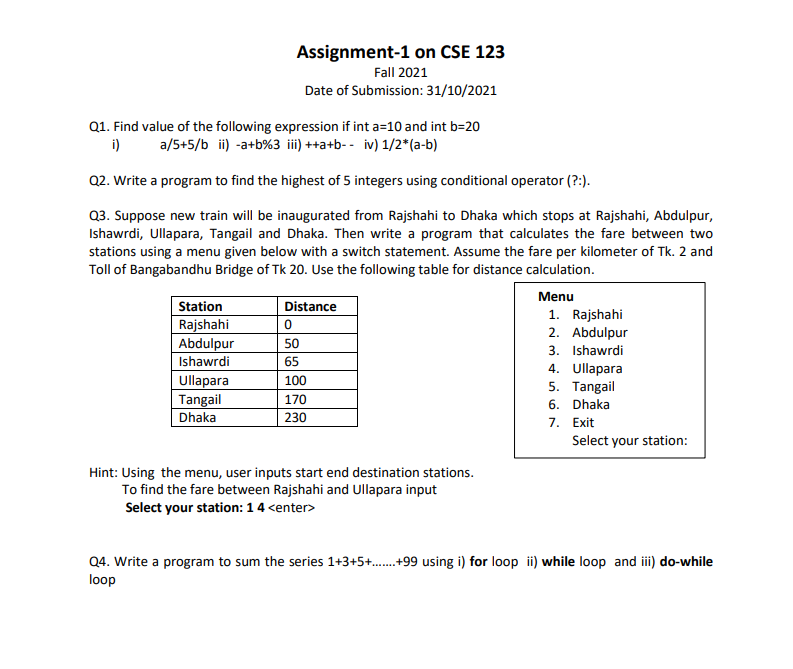 Assignment-1 on CSE 123
Fall 2021
Date of Submission: 31/10/2021
Q1. Find value of the following expression if int a=10 and int b=20
i) a/5+5/b ii) -a+b%3 iii) ++a+b- - iv) 1/2*(a-b)
Q2. Write a program to find the highest of 5 integers using conditional operator (?:).
Q3. Suppose new train will be inaugurated from Rajshahi to Dhaka which stops at Rajshahi, Abdulpur,
Ishawrdi, Ullapara, Tangail and Dhaka. Then write a program that calculates the fare between two
stations using a menu given below with a switch statement. Assume the fare per kilometer of Tk. 2 and
Toll of Bangabandhu Bridge of Tk 20. Use the following table for distance calculation.
Station Distance
Rajshahi 0
Abdulpur 50
Ishawrdi 65
Ullapara 100
Tangail 170
Dhaka 230
Menu
1. Rajshahi
2. Abdulpur
3. Ishawrdi
4. Ullapara
5. Tangail
6. Dhaka
7. Exit
Select your station:
Hint: Using the menu, user inputs start end destination stations.
To find the fare between Rajshahi and Ullapara input
Select your station: 1 4 <enter>
Q4. Write a program to sum the series 1+3+5+.......+99 using i) for loop ii) while loop and iii) do-while
loop